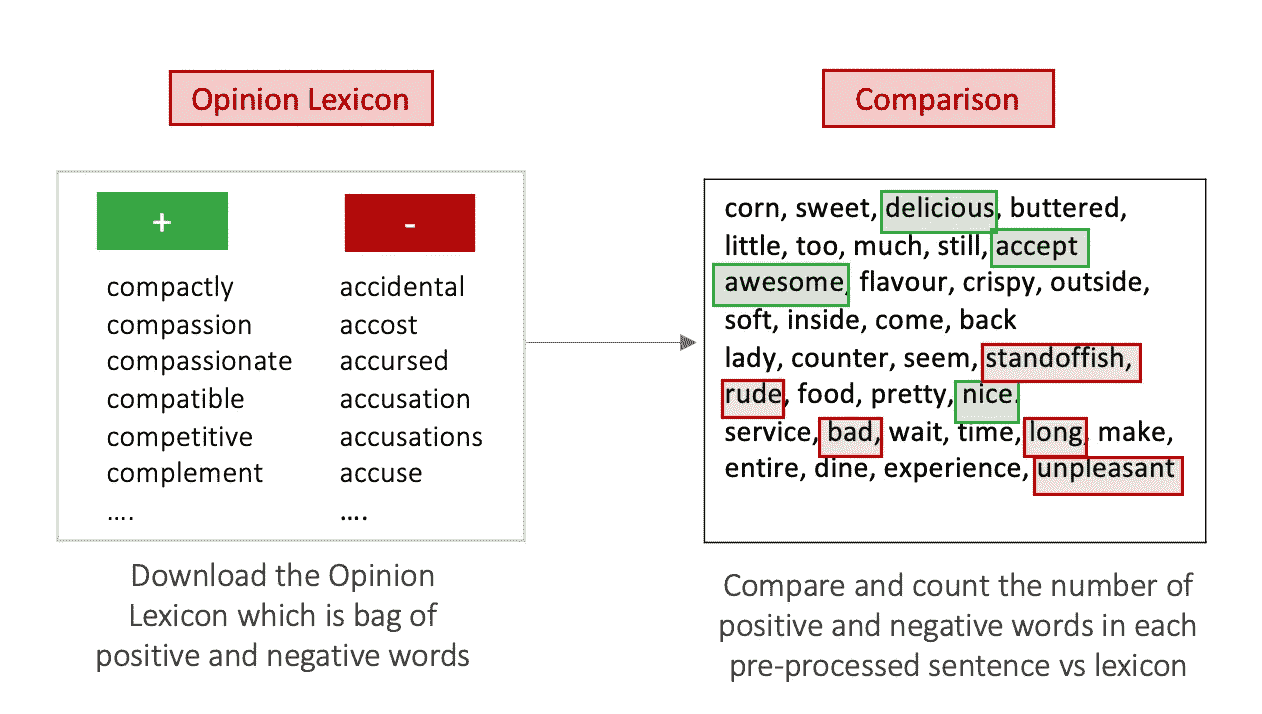 Opinion Lexicon
+
-
compactly
compassion
compassionate
compatible
competitive
complement
....
accidental
accost
accursed
accusation
accusations
accuse
....
Download the Opinion
Lexicon which is bag of
positive and negative words
Comparison
corn, sweet, delicious, buttered,
little, too, much, still, accept
awesome, flavour, crispy, outside,
soft, inside, come, back
lady, counter, seem, standoffish,
rude, food, pretty, nice.
service, bad, wait, time, long, make,
entire, dine, experience, unpleasant
Compare and count the number of
positive and negative words in each
pre-processed sentence vs lexicon